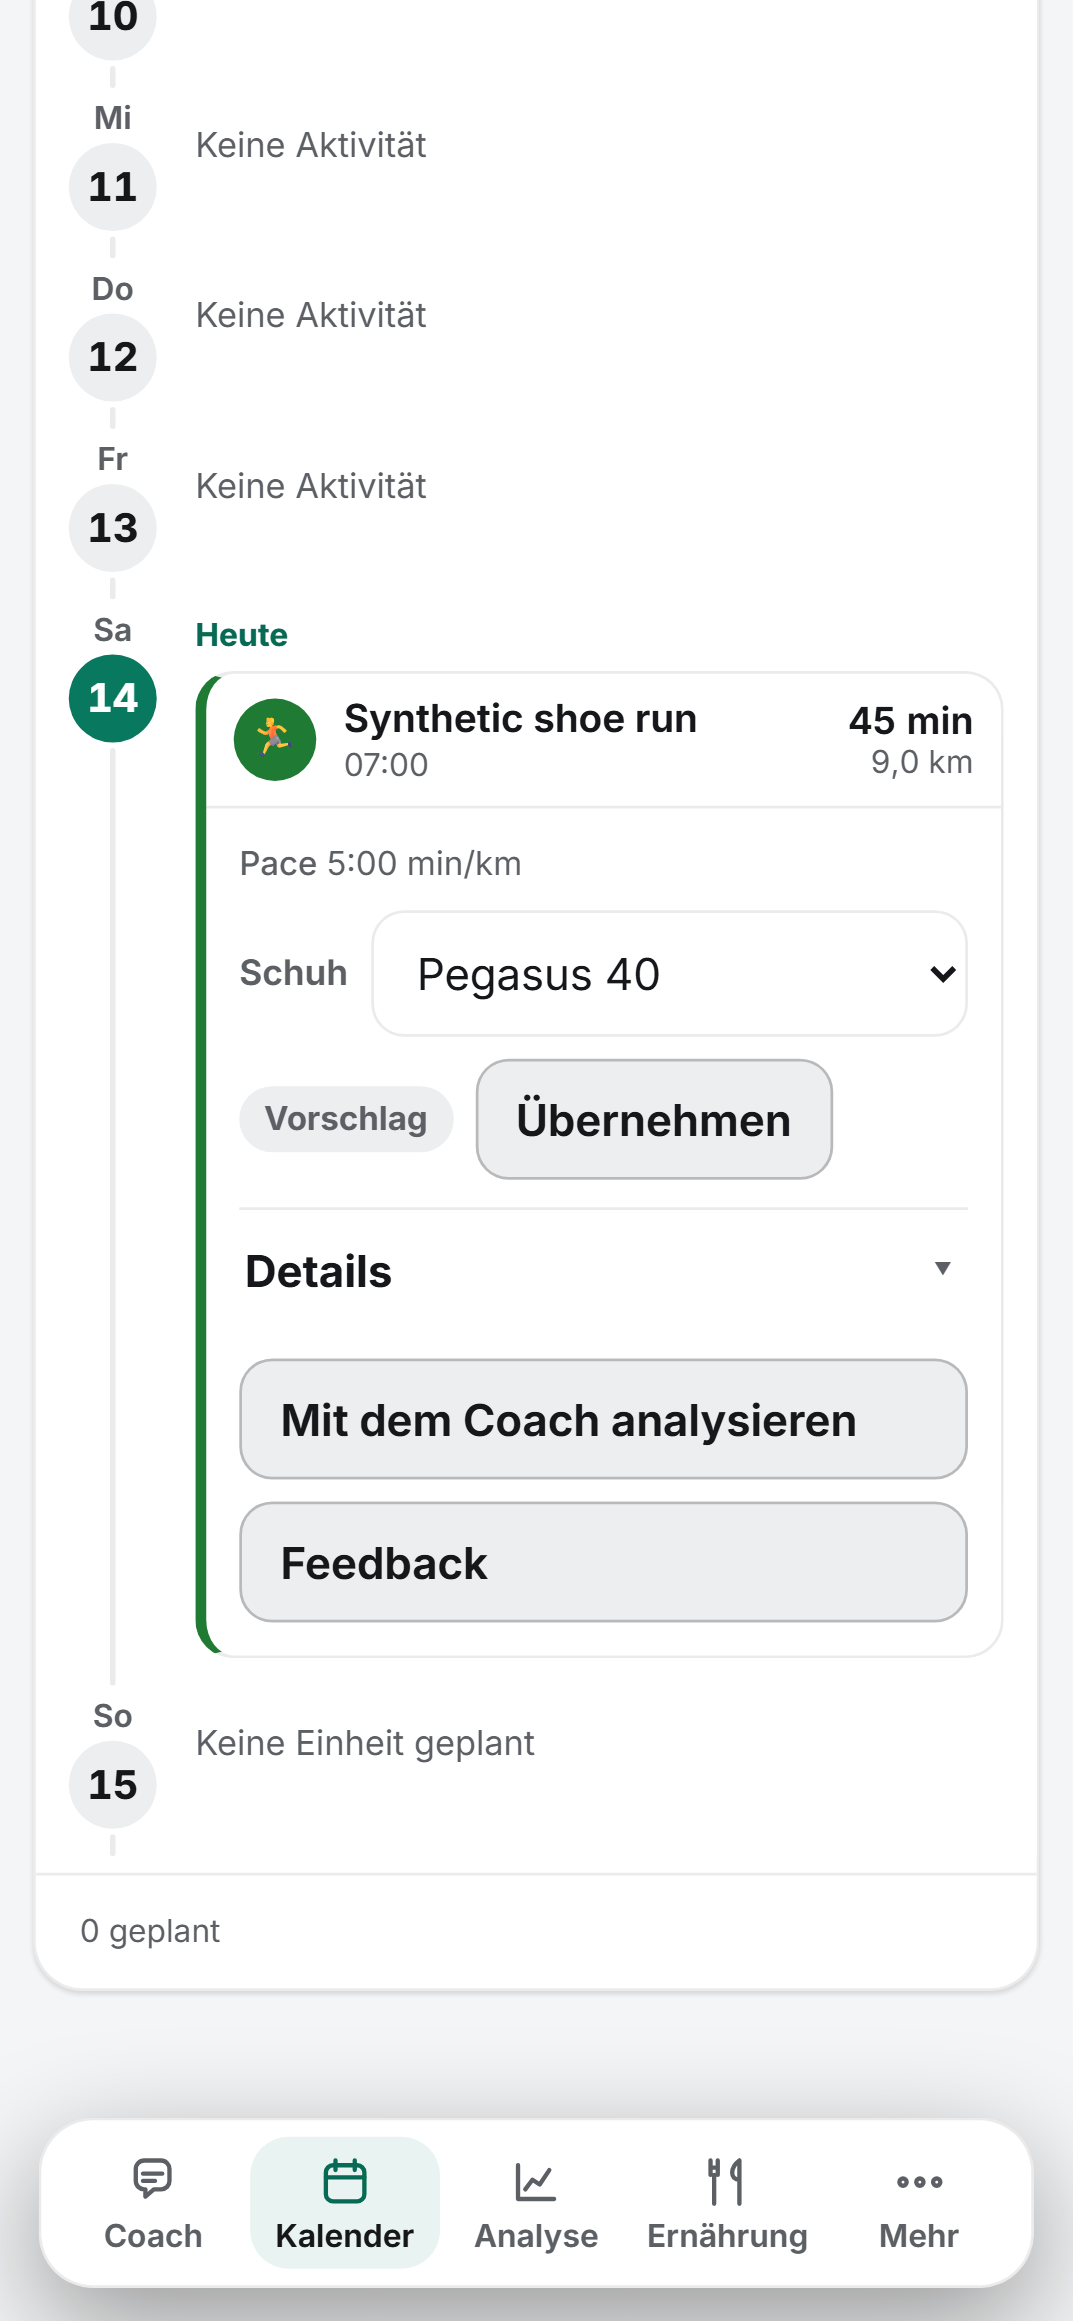 10
Mi
11
Keine Aktivität
Do
12
Keine Aktivität
Fr
13
Keine Aktivität
Sa
14
Heute
Synthetic shoe run
45 min
07:00
9,0 km
Pace 5:00 min/km
Schuh
Pegasus 40
Vorschlag
Übernehmen
Details
Mit dem Coach analysieren
Feedback
So
15
Keine Einheit geplant
0 geplant
Coach
Kalender
Analyse
Ernährung
Mehr